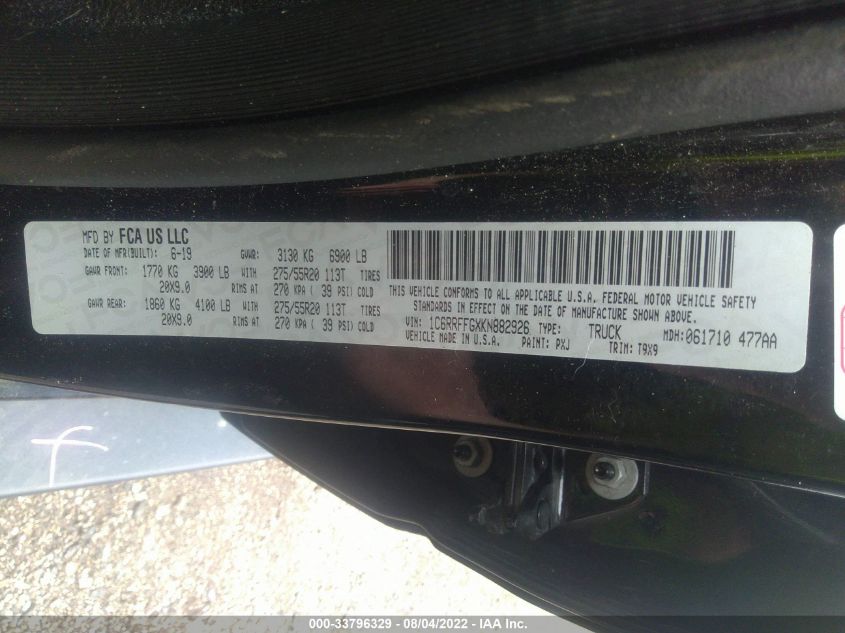 MFD BY FCA US LLC
DATE OF MFR(BUILT): 6-19 GVWR: 3130 KG 6900 LB
GAWR FRONT: 1770 KG 3900 LB WITH 275/55R20 113T TIRES
20X9.0 RIMS AT 270 KPA ( 39 PSI) COLD
GAWR REAR: 1860 KG 4100 LB WITH 275/55R20 113T TIRES
20X9.0 RIMS AT 270 KPA ( 39 PSI) COLD
THIS VEHICLE CONFORMS TO ALL APPLICABLE U.S.A. FEDERAL MOTOR VEHICLE SAFETY
STANDARDS IN EFFECT ON THE DATE OF MANUFACTURE SHOWN ABOVE.
VIN: 1C6RRFFGXKN882926 TYPE: TRUCK MDH: 061710 477AA
VEHICLE MADE IN U.S.A. PAINT: PXJ TRIM: T9X9
000-33796329 - 08/04/2022 - IAA Inc.